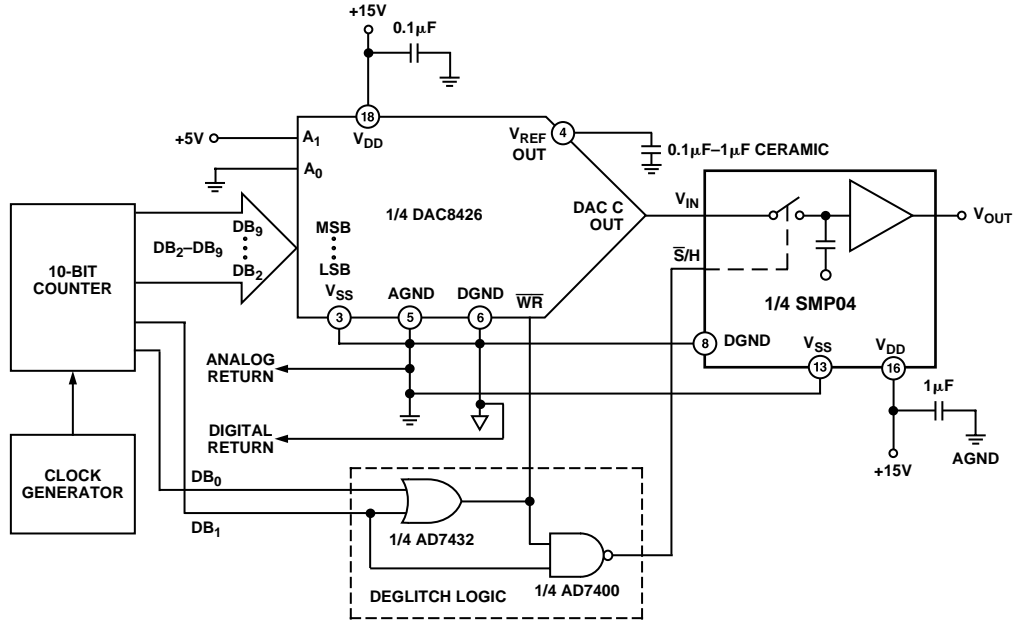 +15V
0.1µF
18
VDD
+5V
A1
A0
VREF
OUT
4
0.1µF–1µF CERAMIC
1/4 DAC8426
DAC C
OUT
VIN
VOUT
S̅/H
1/4 SMP04
10-BIT
COUNTER
DB2–DB9
DB9
DB2
MSB
LSB
VSS
3
AGND
5
DGND
6
W̅R̅
8
DGND
VSS
13
VDD
16
1µF
AGND
+15V
ANALOG
RETURN
DIGITAL
RETURN
CLOCK
GENERATOR
DB0
DB1
1/4 AD7432
1/4 AD7400
DEGLITCH LOGIC